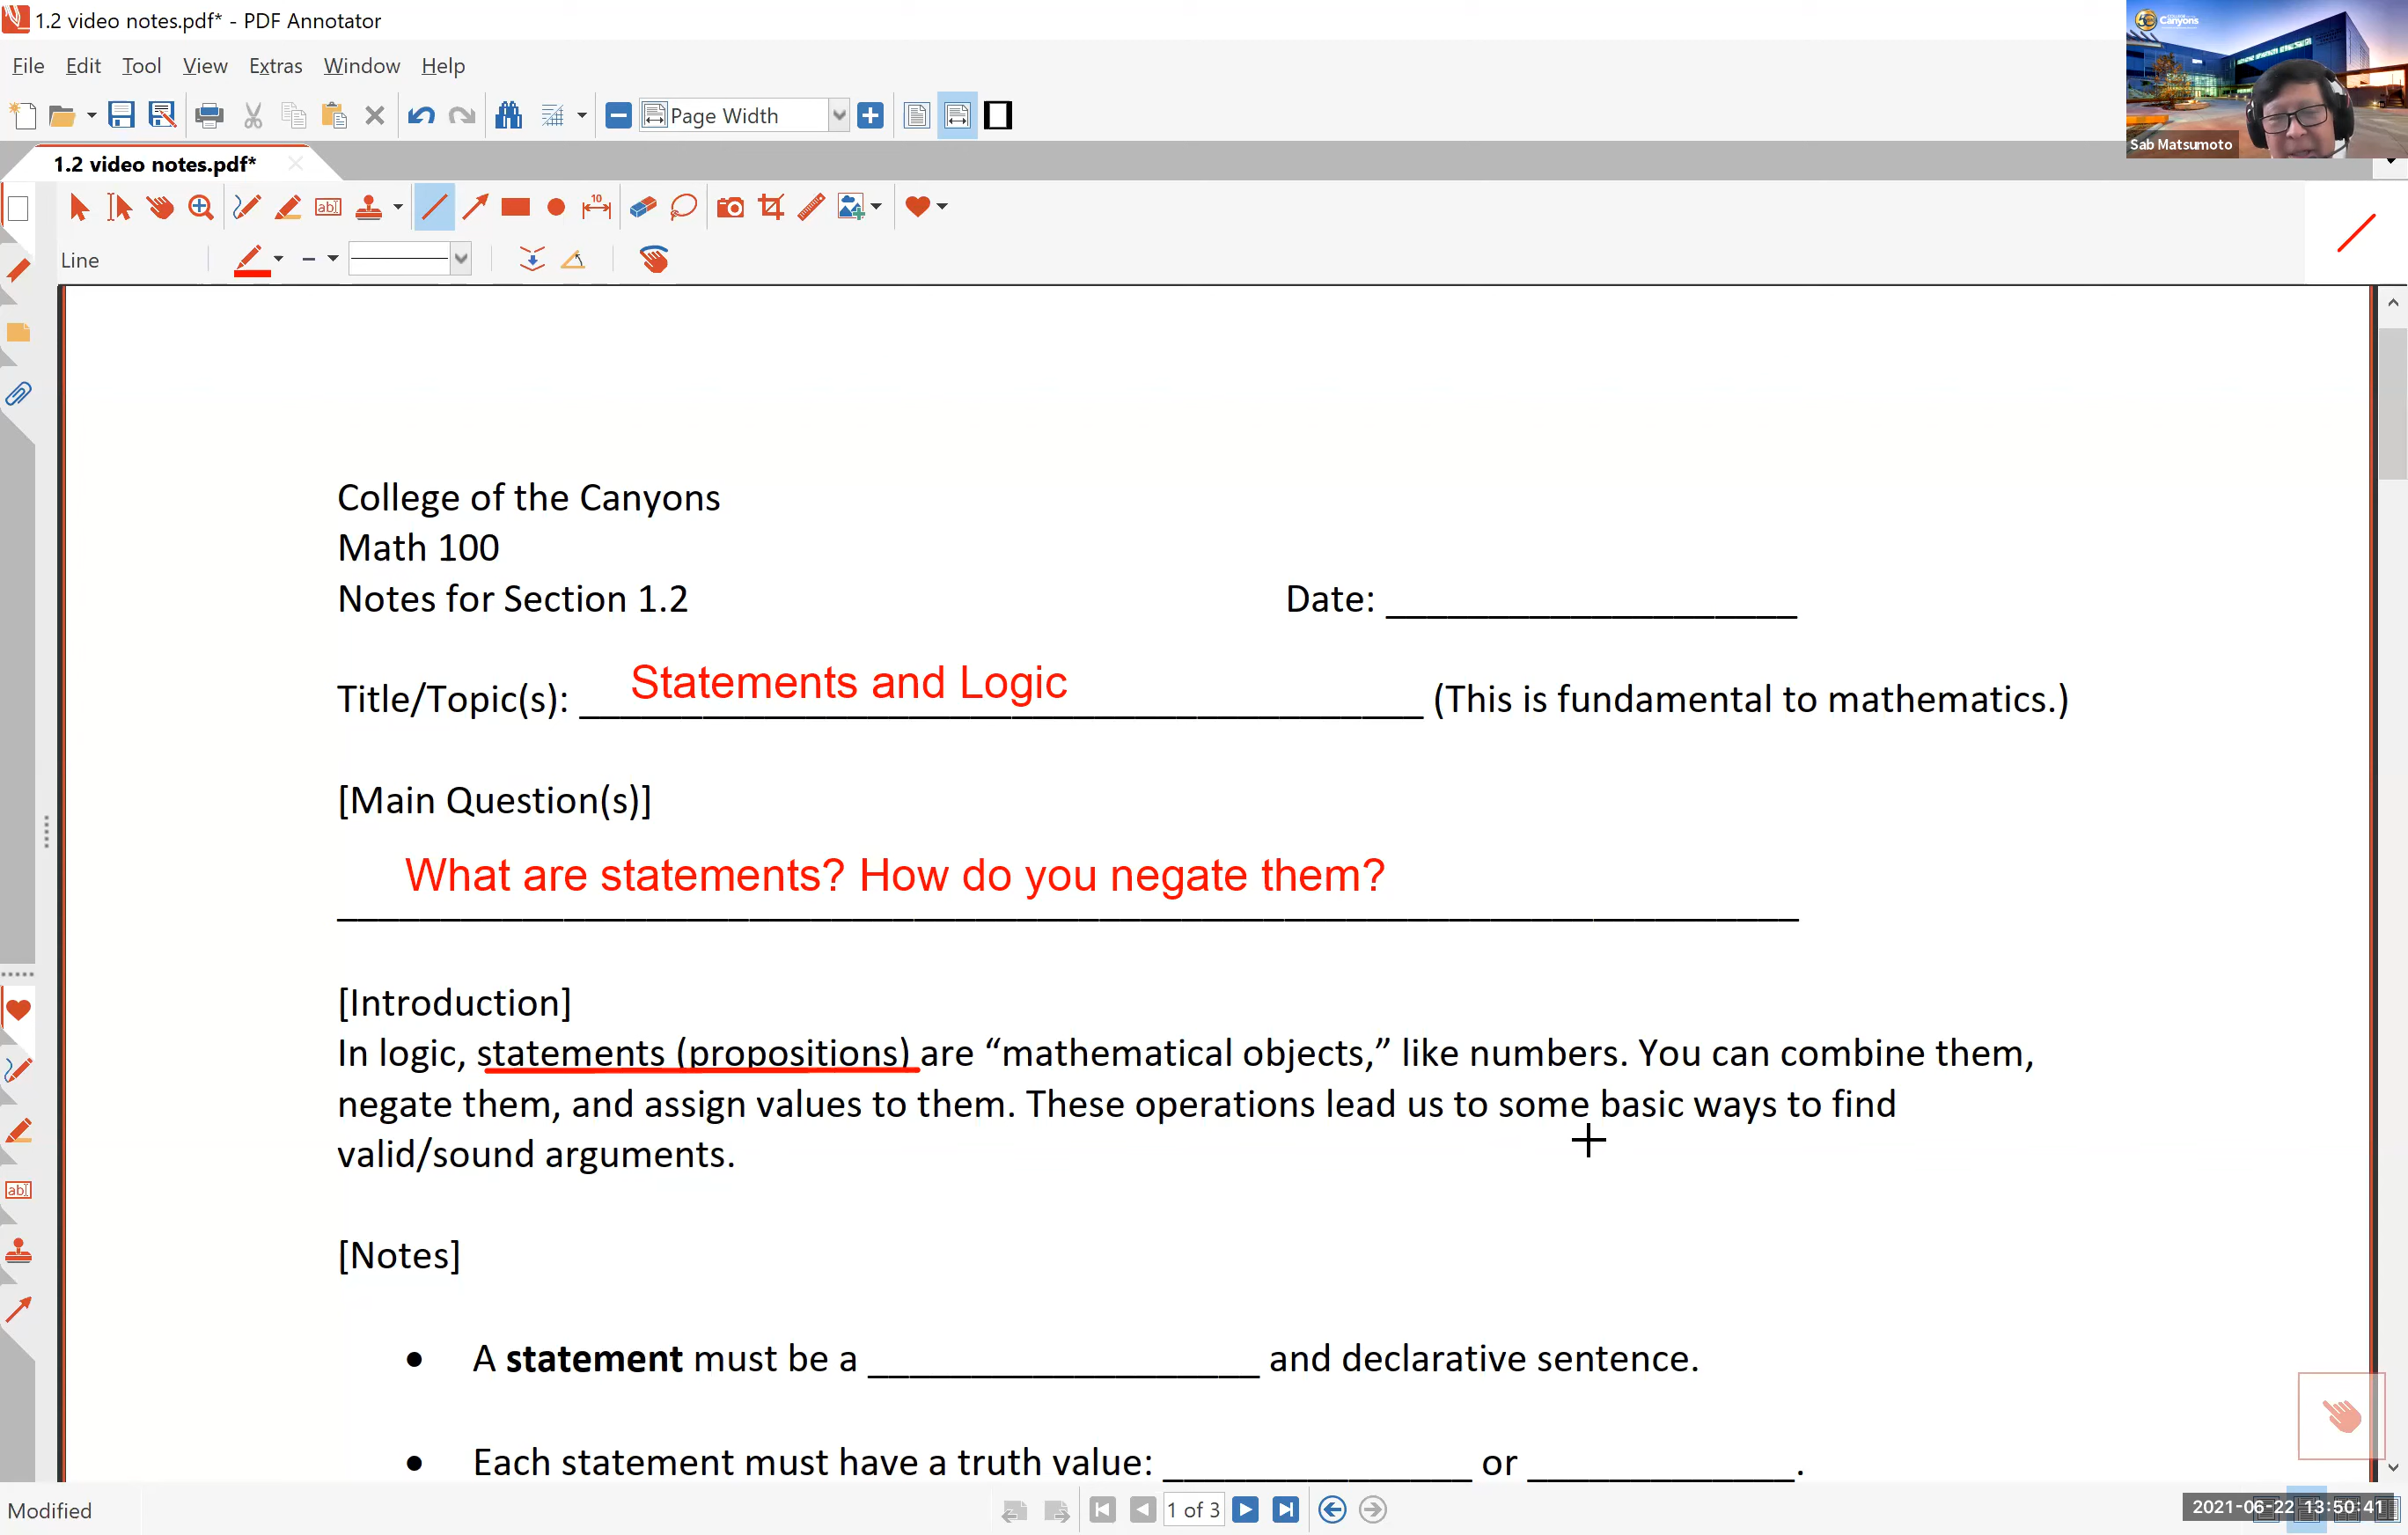 1.2 video notes.pdf* - PDF Annotator
File Edit Tool View Extras Window Help
Page Width
1.2 video notes.pdf*
Canyons
Sab Matsumoto
10
Line
College of the Canyons
Math 100
Notes for Section 1.2
Date: ____________________
Title/Topic(s): Statements and Logic (This is fundamental to mathematics.)
[Main Question(s)]
What are statements? How do you negate them?
[Introduction]
In logic, statements (propositions) are “mathematical objects,” like numbers. You can combine them,
negate them, and assign values to them. These operations lead us to some basic ways to find
valid/sound arguments.
[Notes]
• A statement must be a ___________________ and declarative sentence.
• Each statement must have a truth value: _______________ or _____________.
Modified
1 of 3
2021-06-22 13:50:41